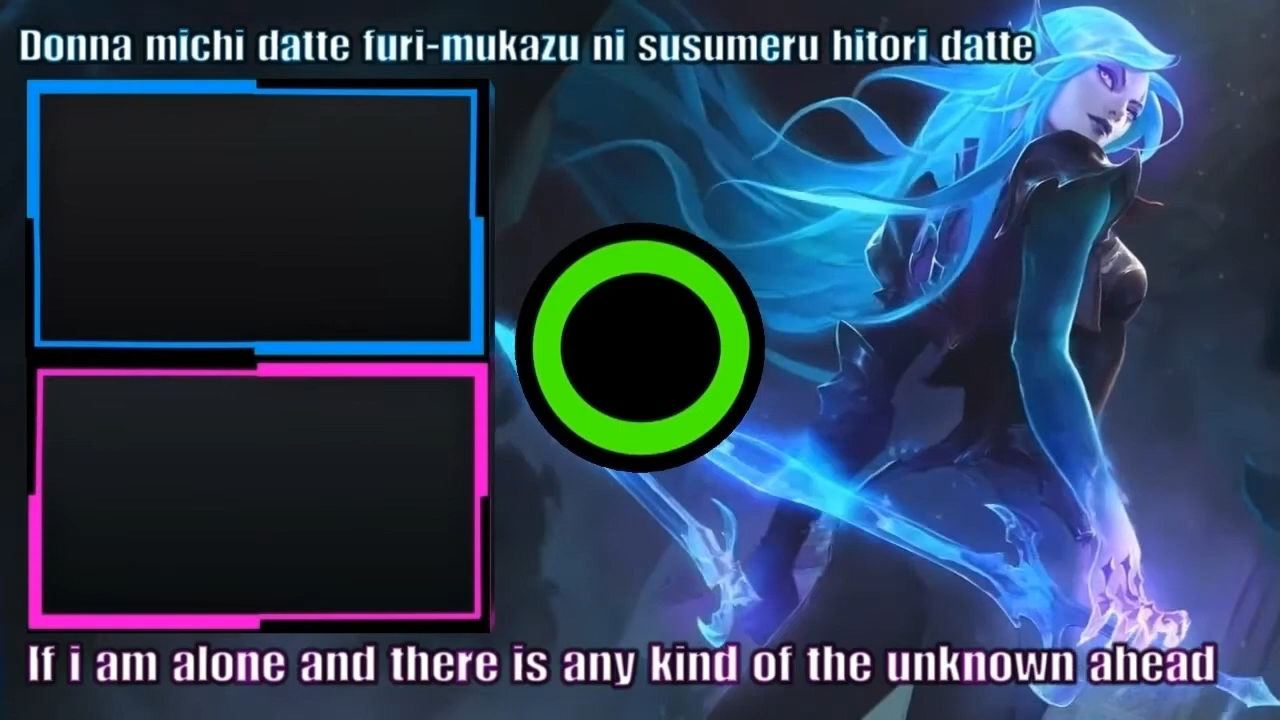 Donna michi datte furi-mukazu ni susumeru hitori datte
If i am alone and there is any kind of the unknown ahead